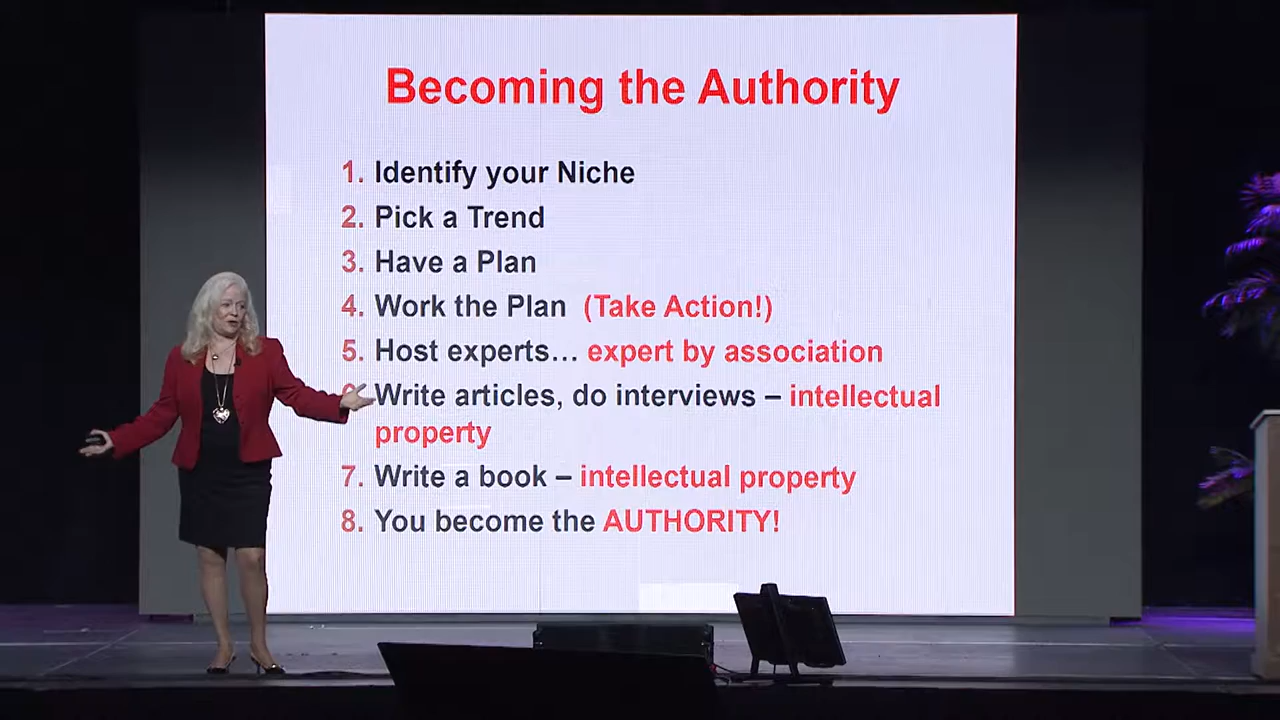 Becoming the Authority
1. Identify your Niche
2. Pick a Trend
3. Have a Plan
4. Work the Plan (Take Action!)
5. Host experts... expert by association
Write articles, do interviews – intellectual
property
7. Write a book – intellectual property
8. You become the AUTHORITY!